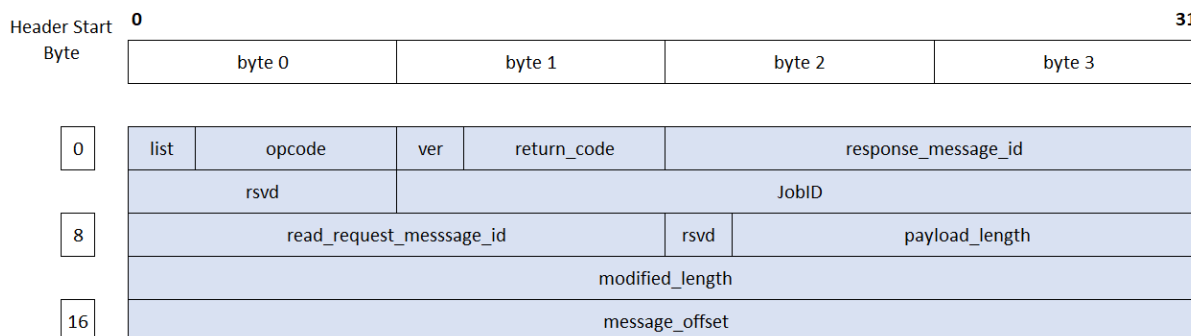 Header Start Byte
0 31
byte 0 byte 1 byte 2 byte 3
0 list opcode ver return_code response_message_id
rsvd JobID
8 read_request_messsage_id rsvd payload_length
modified_length
16 message_offset